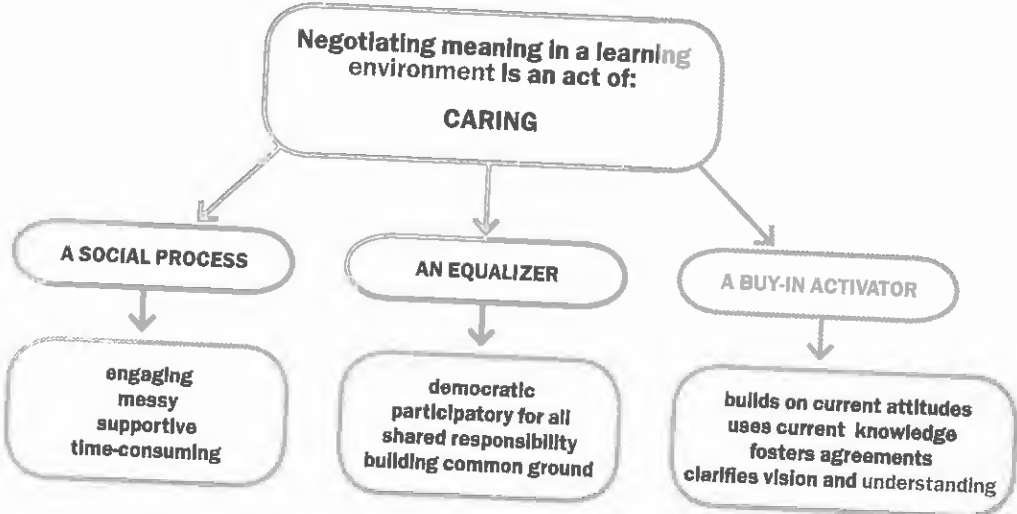 Negotiating meaning in a learning
environment is an act of:
CARING
A SOCIAL PROCESS
engaging
messy
supportive
time-consuming
AN EQUALIZER
democratic
participatory for all
shared responsibility
building common ground
A BUY-IN ACTIVATOR
builds on current attitudes
uses current knowledge
fosters agreements
clarifies vision and understanding